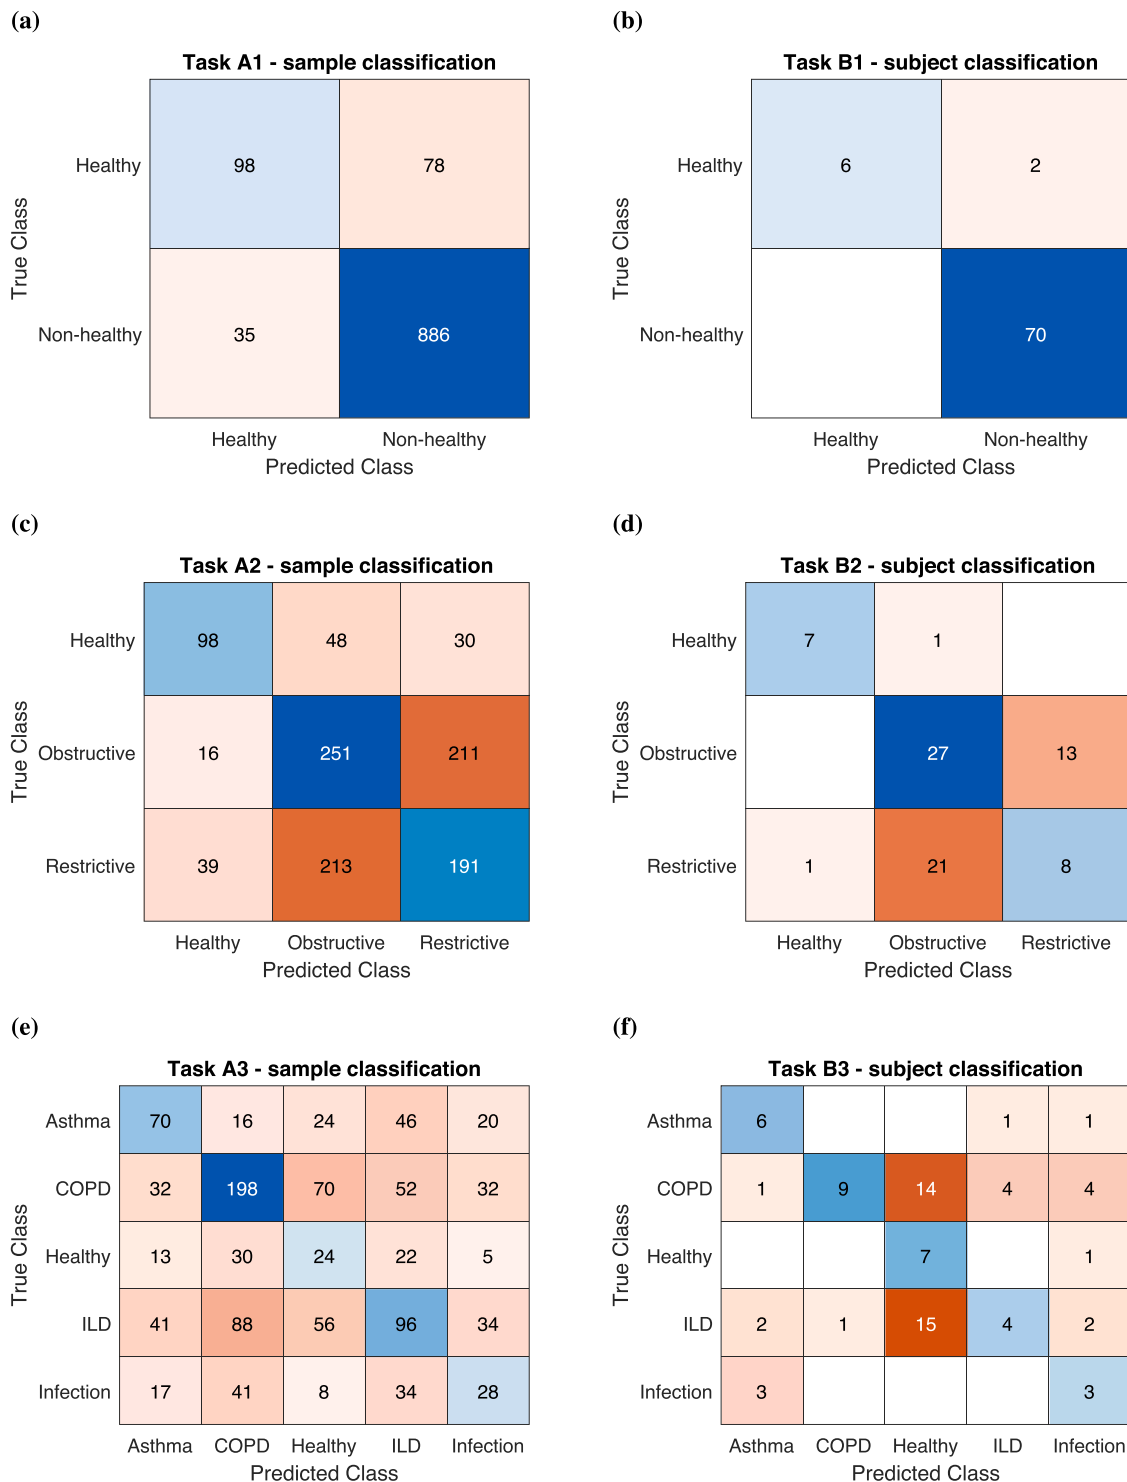 (a)
Task A1 - sample classification
True Class
Healthy
98
78
Non-healthy
35
886
Healthy
Non-healthy
Predicted Class
(b)
Task B1 - subject classification
True Class
Healthy
6
2
Non-healthy
70
Healthy
Non-healthy
Predicted Class
(c)
Task A2 - sample classification
True Class
Healthy
98
48
30
Obstructive
16
251
211
Restrictive
39
213
191
Healthy
Obstructive
Restrictive
Predicted Class
(d)
Task B2 - subject classification
True Class
Healthy
7
1
Obstructive
27
13
Restrictive
1
21
8
Healthy
Obstructive
Restrictive
Predicted Class
(e)
Task A3 - sample classification
True Class
Asthma
70
16
24
46
20
COPD
32
198
70
52
32
Healthy
13
30
24
22
5
ILD
41
88
56
96
34
Infection
17
41
8
34
28
Asthma
COPD
Healthy
ILD
Infection
Predicted Class
(f)
Task B3 - subject classification
True Class
Asthma
6
1
1
COPD
1
9
14
4
4
Healthy
7
1
ILD
2
1
15
4
2
Infection
3
3
Asthma
COPD
Healthy
ILD
Infection
Predicted Class